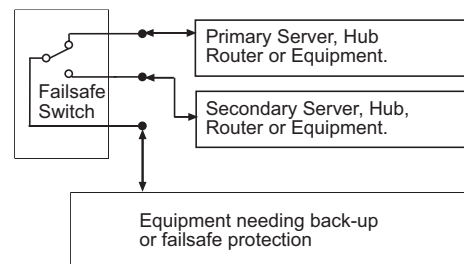 Primary Server, Hub
Router or Equipment.
Failsafe
Switch
Secondary Server, Hub,
Router or Equipment.
Equipment needing back-up
or failsafe protection